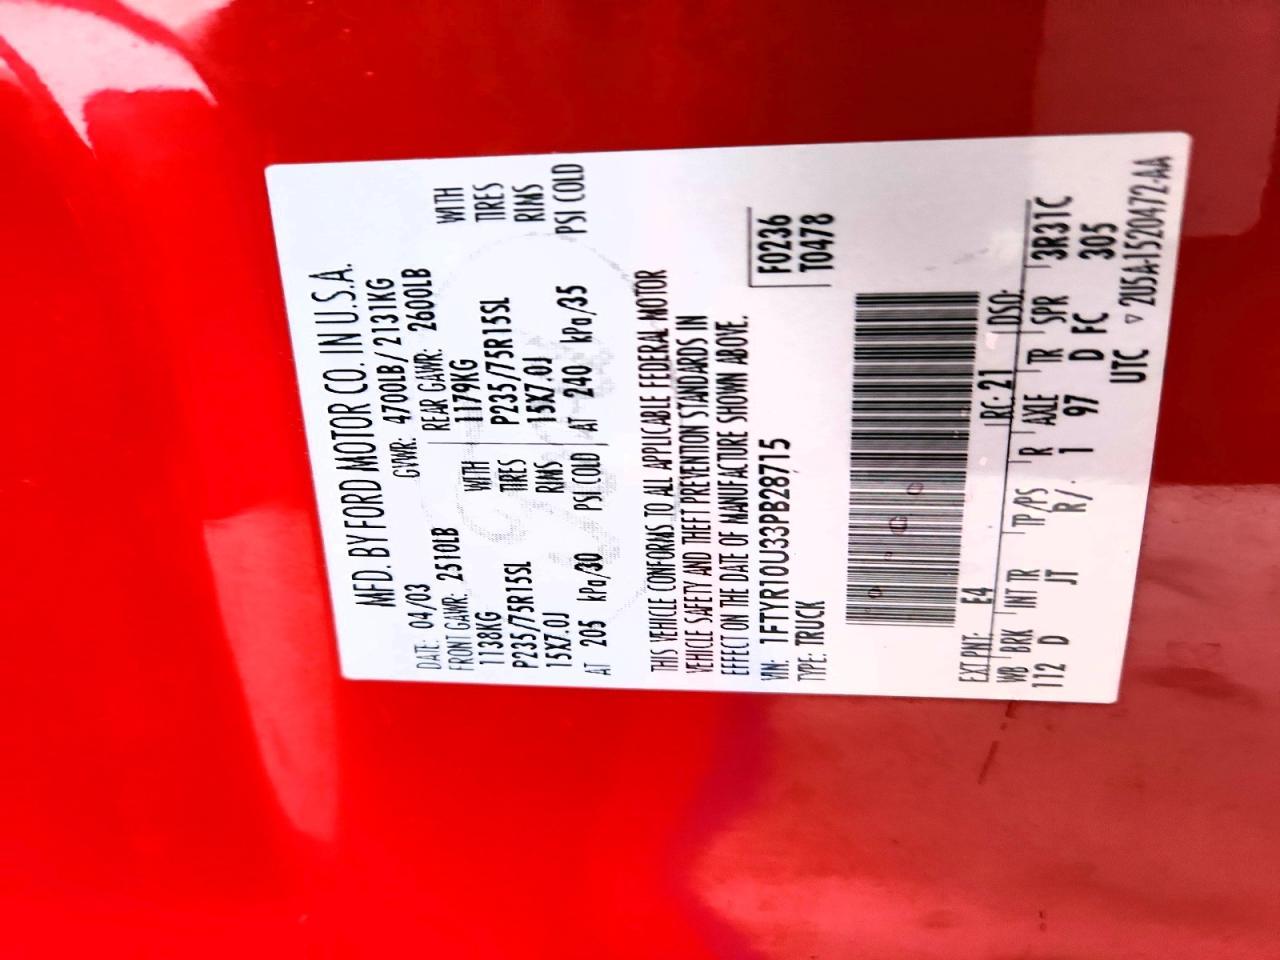 MFD. BY FORD MOTOR CO. IN U.S.A.
DATE: 04/03 GVWR: 4700LB/2131KG
FRONT GAWR: 2510LB REAR GAWR: 2600LB
1138KG WITH 1179KG WITH
P235/75R15SL TIRES P235/75R15SL TIRES
15X7.0J RIMS 15X7.0J RIMS
AT 205 kPa/30 PSI COLD AT 240 kPa/35 PSI COLD
THIS VEHICLE CONFORMS TO ALL APPLICABLE FEDERAL MOTOR
VEHICLE SAFETY AND THEFT PREVENTION STANDARDS IN
EFFECT ON THE DATE OF MANUFACTURE SHOWN ABOVE.
VIN: 1FTYR10U33PB28715 F0236
TYPE: TRUCK T0478
EXT PNT: E4 RC: 21 DSO:
WB BRK INT TR TP/PS R AXLE TR SPR 3R31C
112 D JT R/. 1 97 D FC 305
UTC ▽ 2U5A-1520472-AA